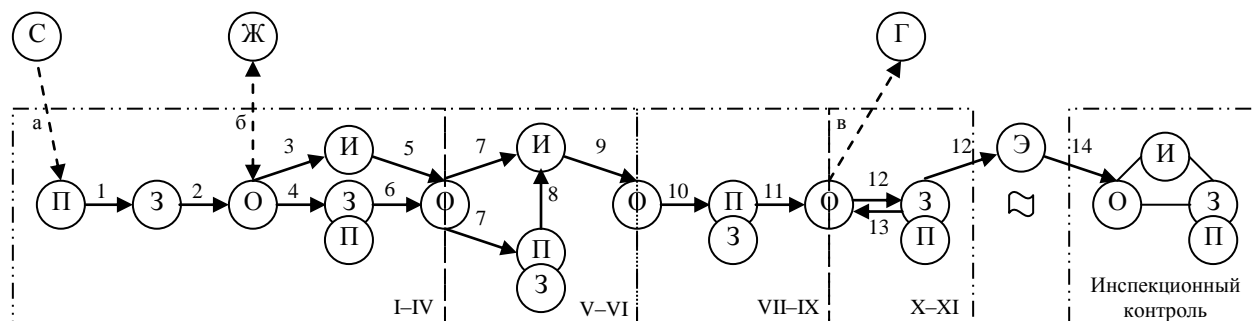 С
Ж
Г
а
б
в
3
И
5
7
И
9
12
Э
14
И
П
1
З
2
О
4
З
6
О
8
О
10
П
11
О
12
З
О
З
П
7
П
З
13
П
П
З
I–IV
V–VI
VII–IX
X–XI
Инспекционный
контроль